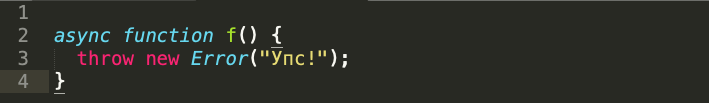 1
2 async function f() {
3   throw new Error("Упс!");
4 }